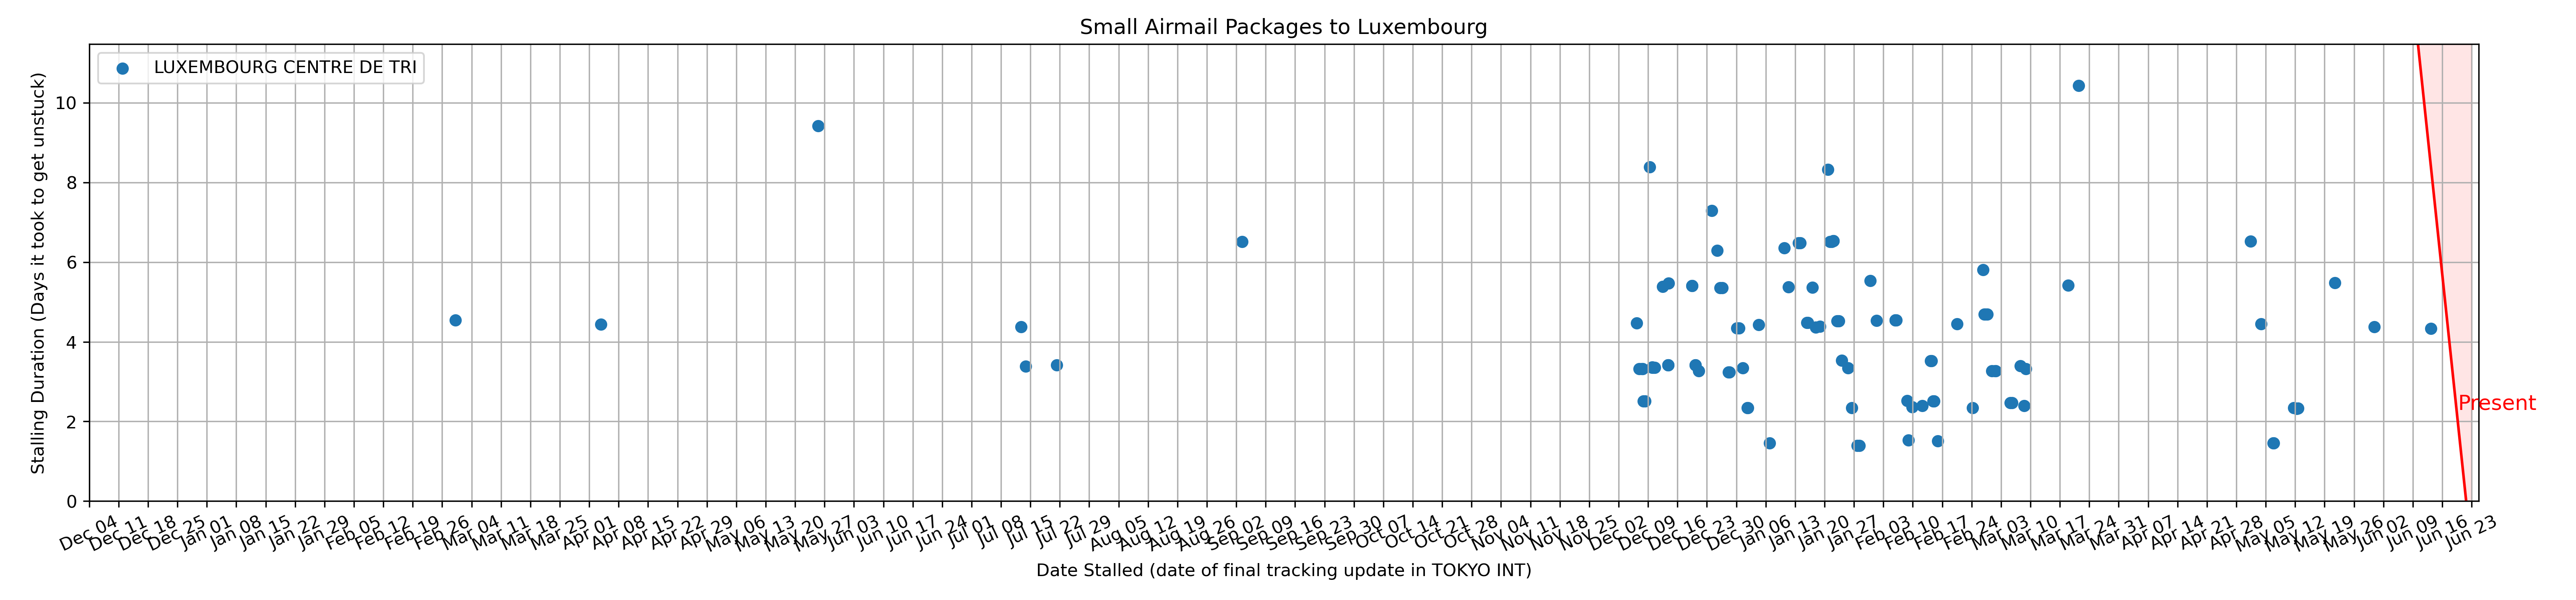 Small Airmail Packages to Luxembourg
LUXEMBOURG CENTRE DE TRI
Stalling Duration (Days it took to get unstuck)
10
8
6
4
2
0
Present
Dec 04
Dec 11
Dec 18
Dec 25
Jan 01
Jan 08
Jan 15
Jan 22
Jan 29
Feb 05
Feb 12
Feb 19
Feb 26
Mar 04
Mar 11
Mar 18
Mar 25
Apr 01
Apr 08
Apr 15
Apr 22
Apr 29
May 06
May 13
May 20
May 27
Jun 03
Jun 10
Jun 17
Jun 24
Jul 01
Jul 08
Jul 15
Jul 22
Jul 29
Aug 05
Aug 12
Aug 19
Aug 26
Sep 02
Sep 09
Sep 16
Sep 23
Sep 30
Oct 07
Oct 14
Oct 21
Oct 28
Nov 04
Nov 11
Nov 18
Nov 25
Dec 02
Dec 09
Dec 16
Dec 23
Dec 30
Jan 06
Jan 13
Jan 20
Jan 27
Feb 03
Feb 10
Feb 17
Feb 24
Mar 03
Mar 10
Mar 17
Mar 24
Mar 31
Apr 07
Apr 14
Apr 21
Apr 28
May 05
May 12
May 19
May 26
Jun 02
Jun 09
Jun 16
Jun 23
Date Stalled (date of final tracking update in TOKYO INT)